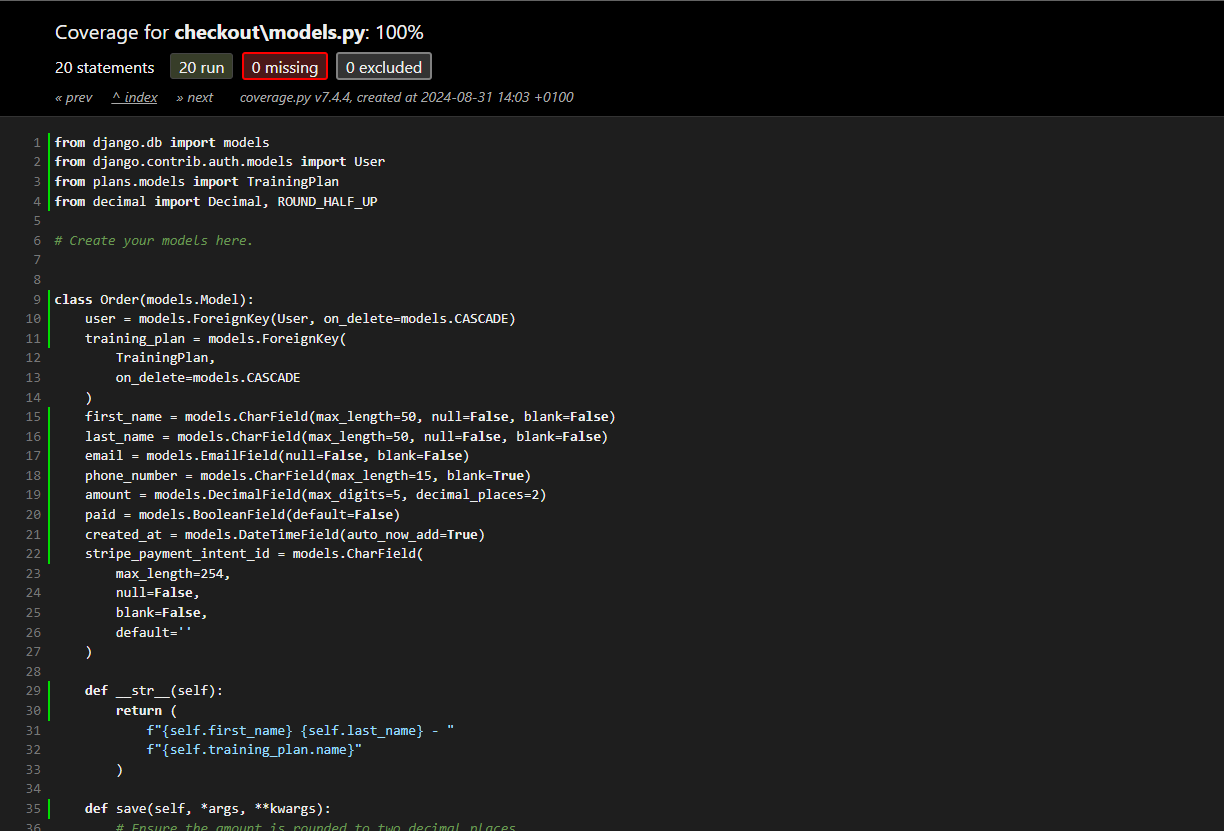 Coverage for checkout\models.py: 100%
20 statements 20 run 0 missing 0 excluded
« prev ^ index » next coverage.py v7.4.4, created at 2024-08-31 14:03 +0100
1 from django.db import models
2 from django.contrib.auth.models import User
3 from plans.models import TrainingPlan
4 from decimal import Decimal, ROUND_HALF_UP
5
6 # Create your models here.
7
8
9 class Order(models.Model):
10     user = models.ForeignKey(User, on_delete=models.CASCADE)
11     training_plan = models.ForeignKey(
12         TrainingPlan,
13         on_delete=models.CASCADE
14     )
15     first_name = models.CharField(max_length=50, null=False, blank=False)
16     last_name = models.CharField(max_length=50, null=False, blank=False)
17     email = models.EmailField(null=False, blank=False)
18     phone_number = models.CharField(max_length=15, blank=True)
19     amount = models.DecimalField(max_digits=5, decimal_places=2)
20     paid = models.BooleanField(default=False)
21     created_at = models.DateTimeField(auto_now_add=True)
22     stripe_payment_intent_id = models.CharField(
23         max_length=254,
24         null=False,
25         blank=False,
26         default=''
27     )
28
29     def __str__(self):
30         return (
31             f"{self.first_name} {self.last_name} - "
32             f"{self.training_plan.name}"
33         )
34
35     def save(self, *args, **kwargs):
36         # Ensure the amount is rounded to two decimal places